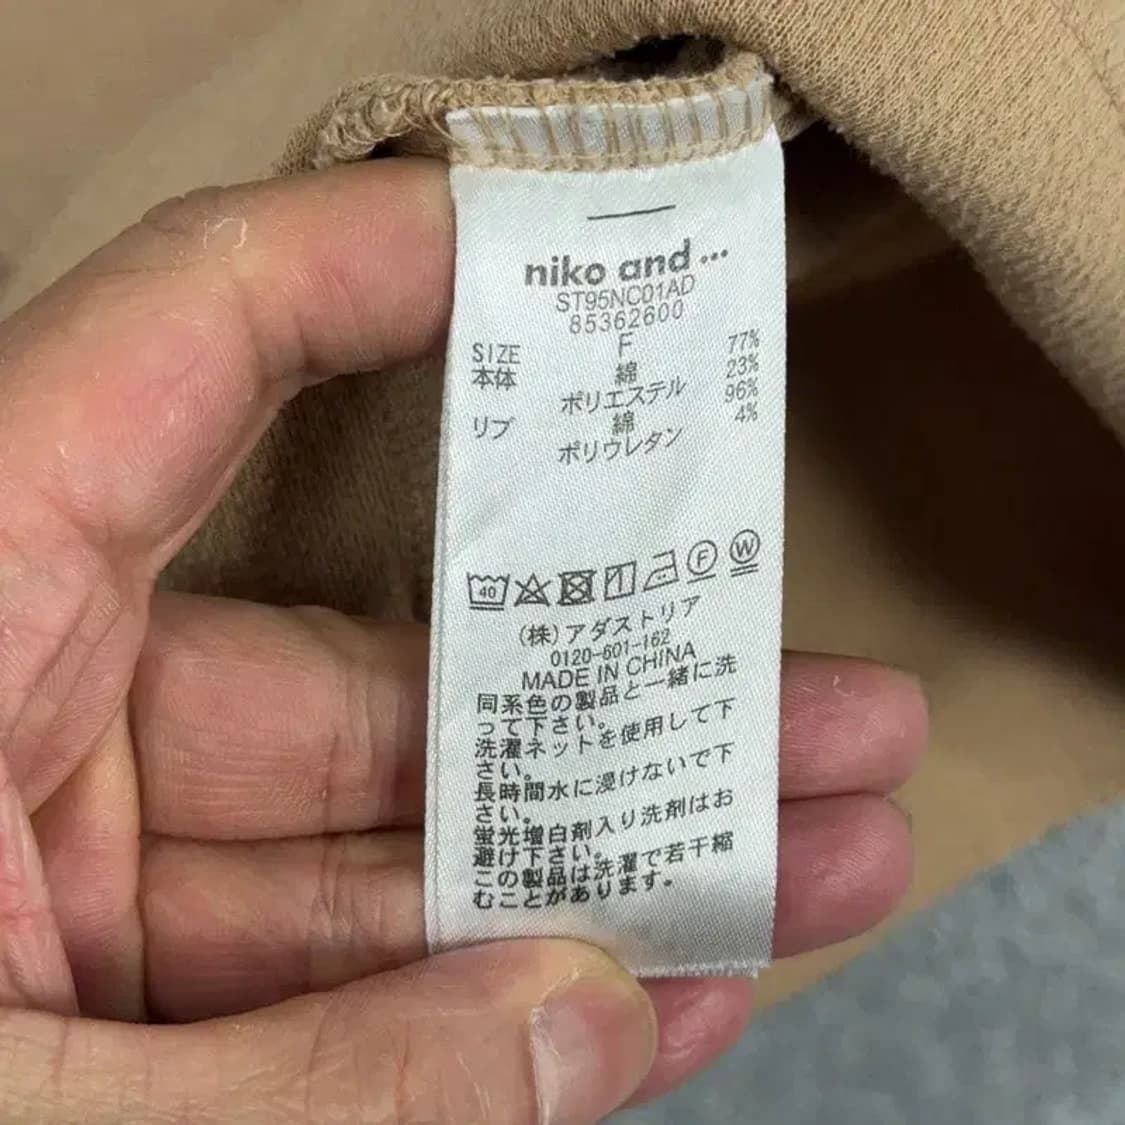 niko and ...
ST95NC01AD
85362600
SIZE F
本体 綿 77%
ポリエステル 23%
リブ 綿 96%
ポリウレタン 4%
40 F W
(株)アダストリア
0120-601-162
MADE IN CHINA
同系色の製品と一緒に洗
って下さい。
洗濯ネットを使用して下
さい。
長時間水に浸けないで下
さい。
蛍光増白剤入り洗剤はお
避け下さい。
この製品は洗濯で若干縮
むことがあります。